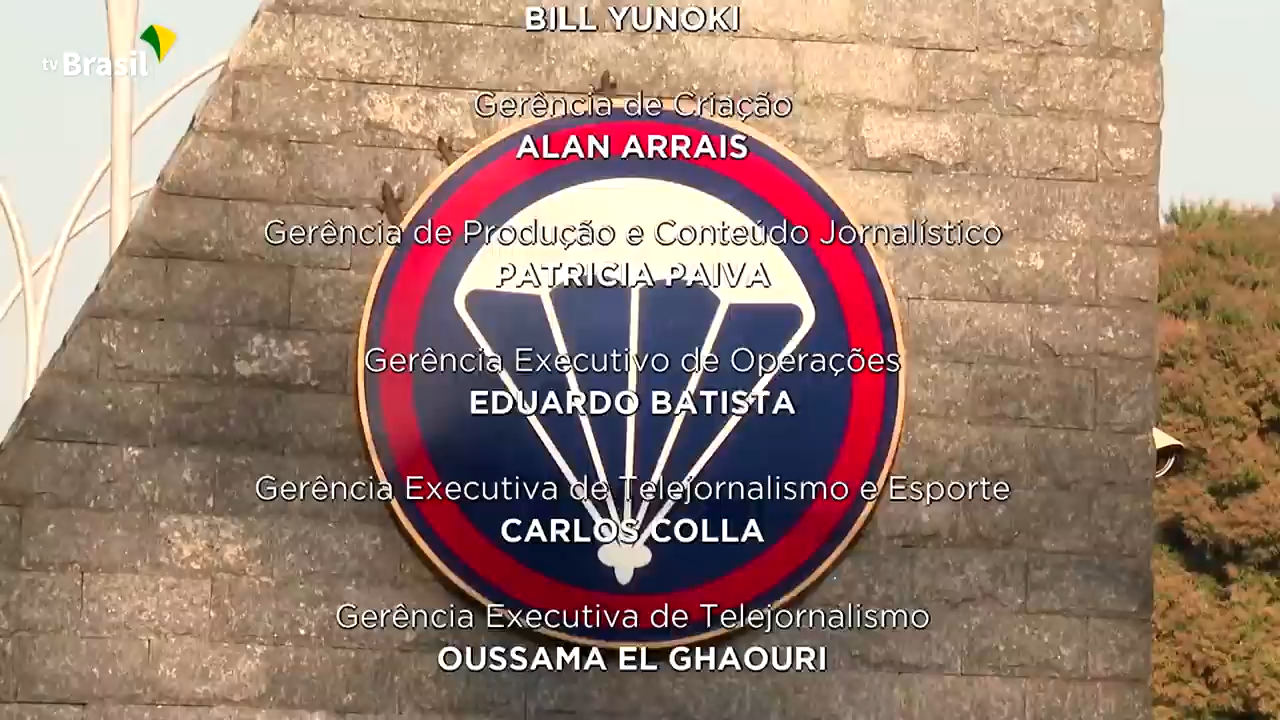 BILL YUNOKI
tv Brasil
Gerência de Criação
ALAN ARRAIS
Gerência de Produção e Conteúdo Jornalístico
PATRICIA PAIVA
Gerência Executivo de Operações
EDUARDO BATISTA
Gerência Executiva de Telejornalismo e Esporte
CARLOS COLLA
Gerência Executiva de Telejornalismo
OUSSAMA EL GHAOURI